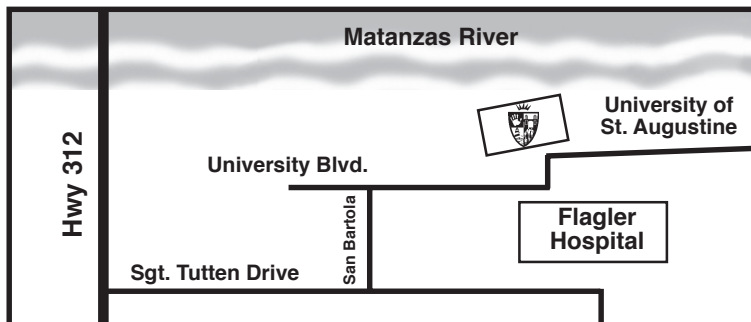 Matanzas River
University of
St. Augustine
Hwy 312
University Blvd.
San Bartola
Flagler
Hospital
Sgt. Tutten Drive